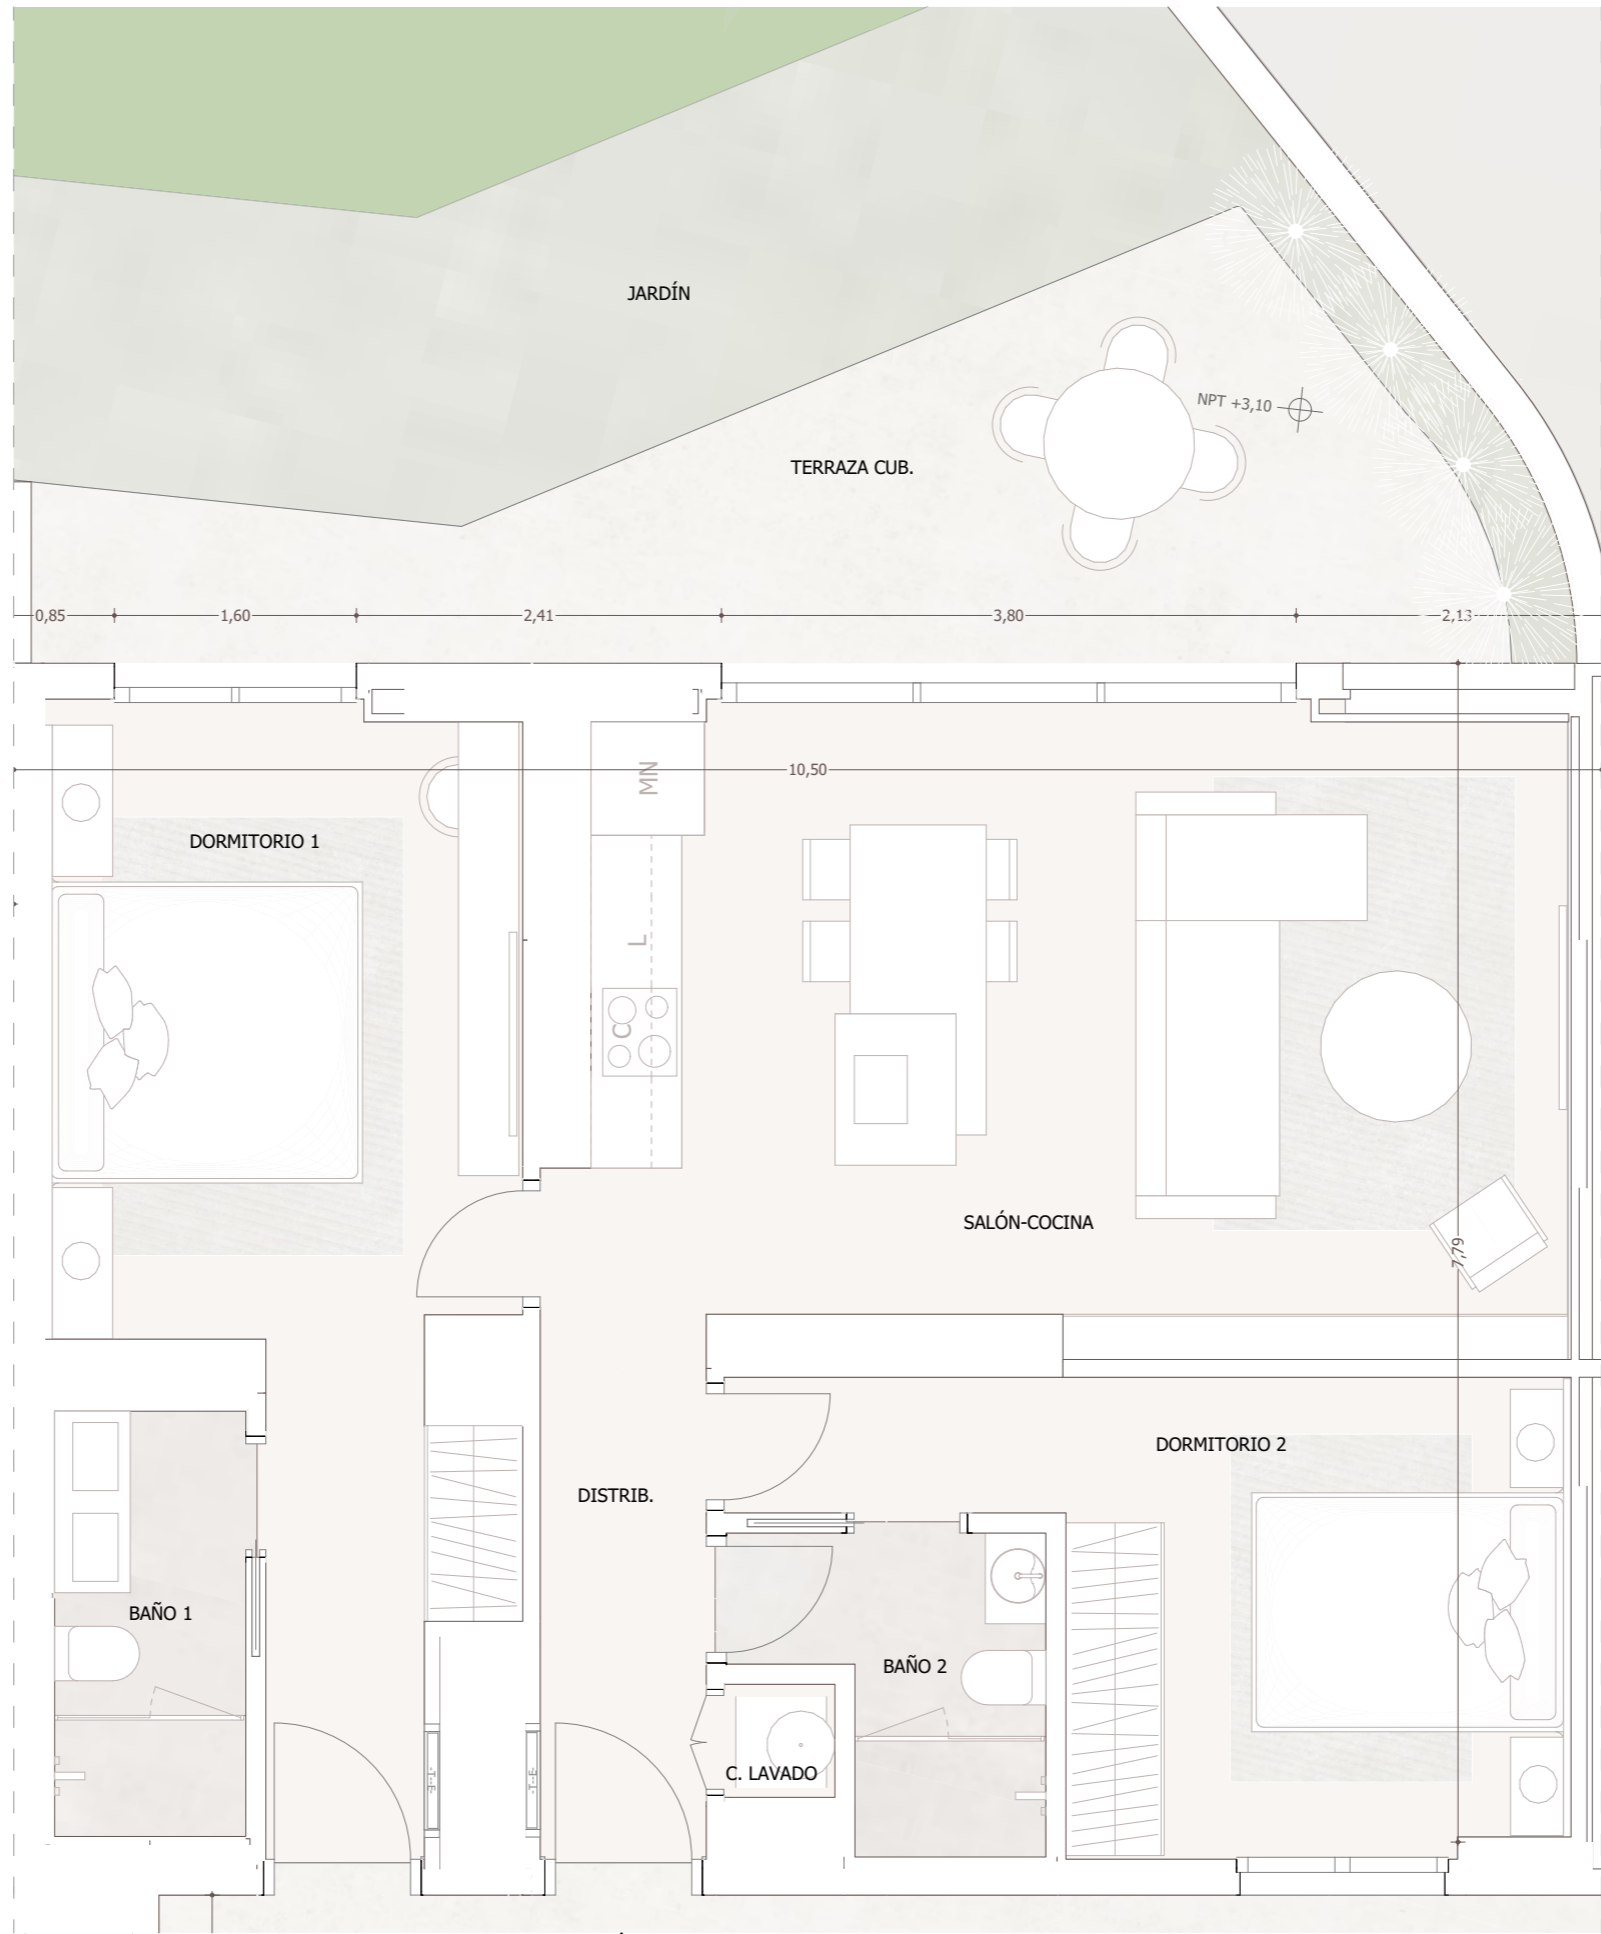 JARDÍN
NPT +3,10
TERRAZA CUB.
0,85
1,60
2,41
3,80
2,13
MN
10,50
DORMITORIO 1
L
C
SALÓN-COCINA
7,79
DORMITORIO 2
DISTRIB.
BAÑO 1
BAÑO 2
C. LAVADO